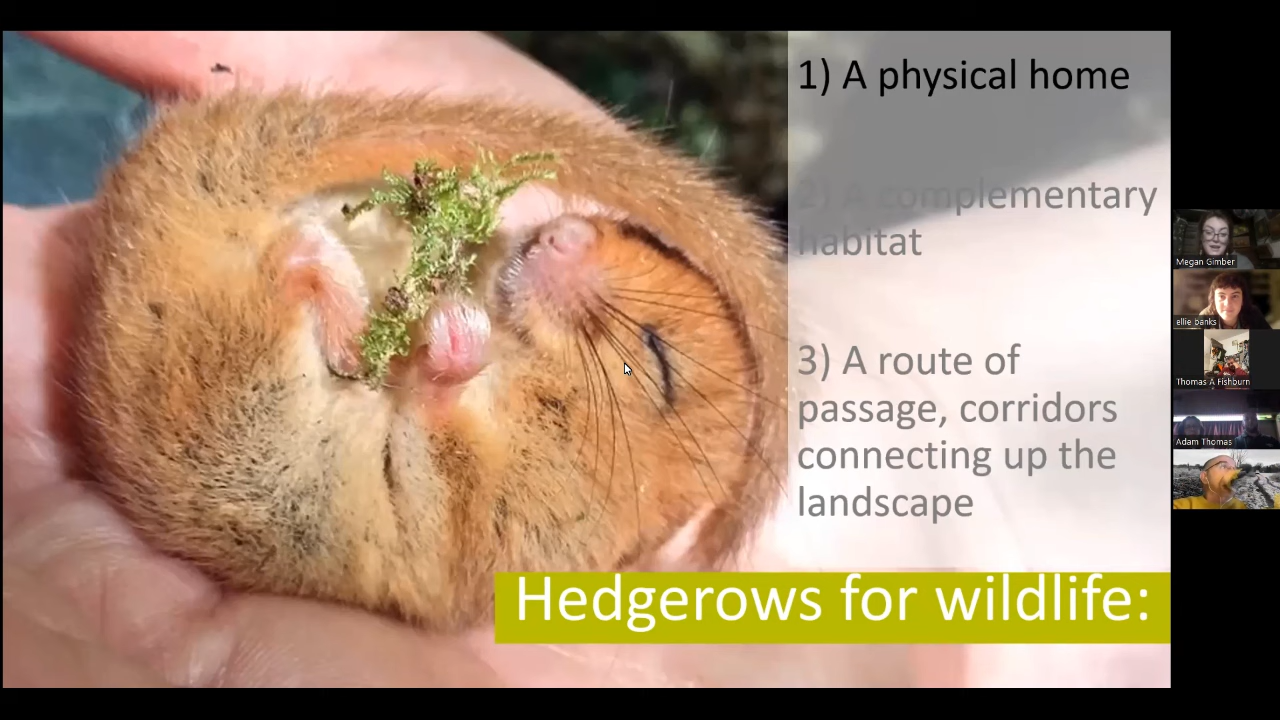 1) A physical home
2) A complementary
habitat
3) A route of
passage, corridors
connecting up the
landscape
Hedgerows for wildlife:
Megan Gimber
ellie banks
Thomas A Fishburn
Adam Thomas